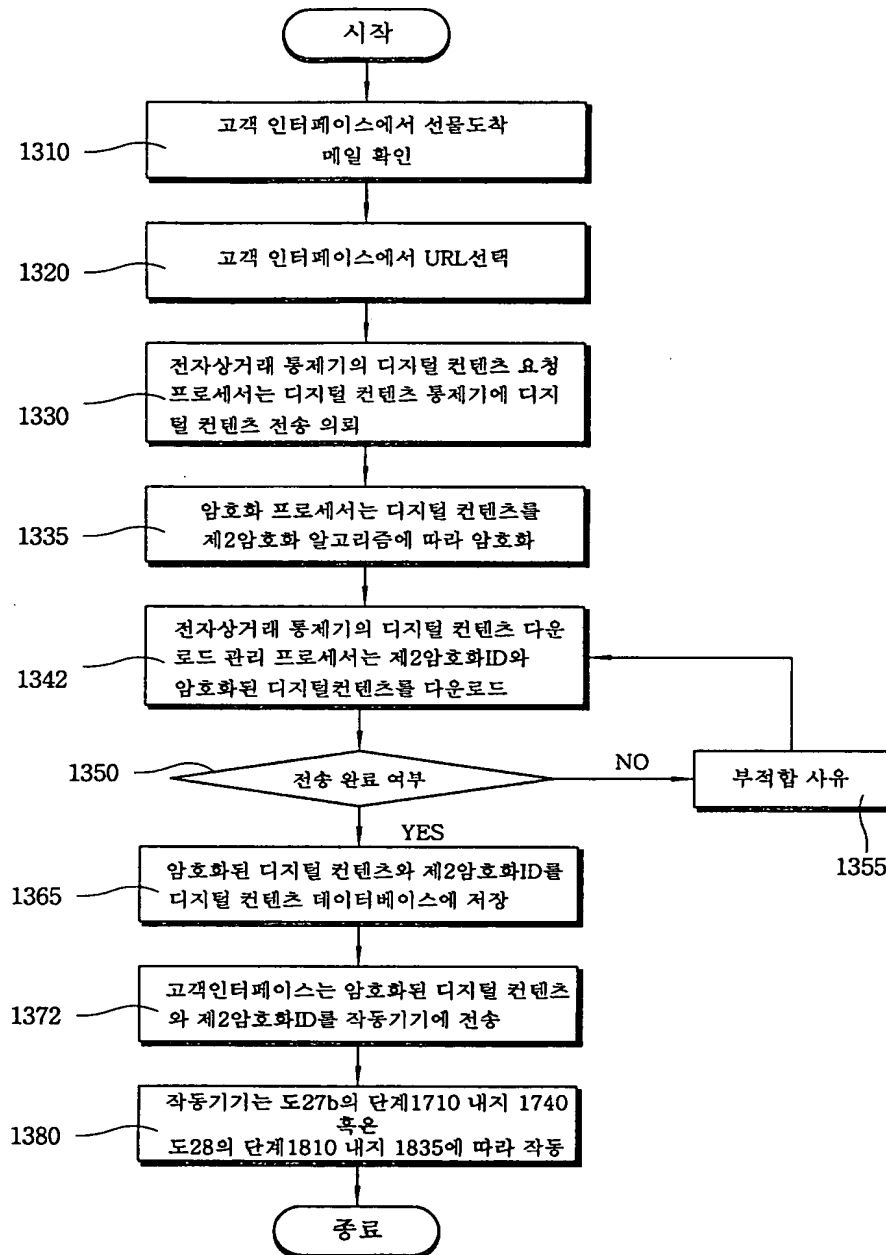 시작
고객 인터페이스에서 선물도착
메일 확인
1310
고객 인터페이스에서 URL선택
1320
전자상거래 통제기의 디지털 컨텐츠 요청
프로세서는 디지털 컨텐츠 통제기에 디지
털 컨텐츠 전송 의뢰
1330
암호화 프로세서는 디지털 컨텐츠를
제2암호화 알고리즘에 따라 암호화
1335
전자상거래 통제기의 디지털 컨텐츠 다운
로드 관리 프로세서는 제2암호화ID와
암호화된 디지털컨텐츠를 다운로드
1342
1350
전송 완료 여부
NO
부적합 사유
1355
YES
암호화된 디지털 컨텐츠와 제2암호화ID를
디지털 컨텐츠 데이터베이스에 저장
1365
고객인터페이스는 암호화된 디지털 컨텐츠
와 제2암호화ID를 작동기기에 전송
1372
작동기기는 도27b의 단계1710 내지 1740
혹은
도28의 단계1810 내지 1835에 따라 작동
1380
종료